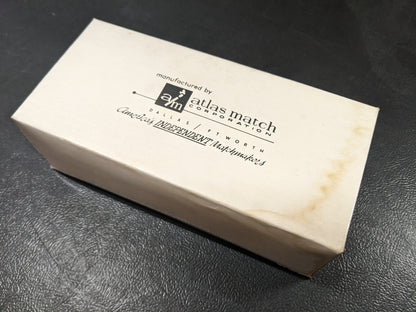 manufactured by
a/m
atlas match
CORPORATION
DALLAS / FT WORTH
America's INDEPENDENT Matchmakers